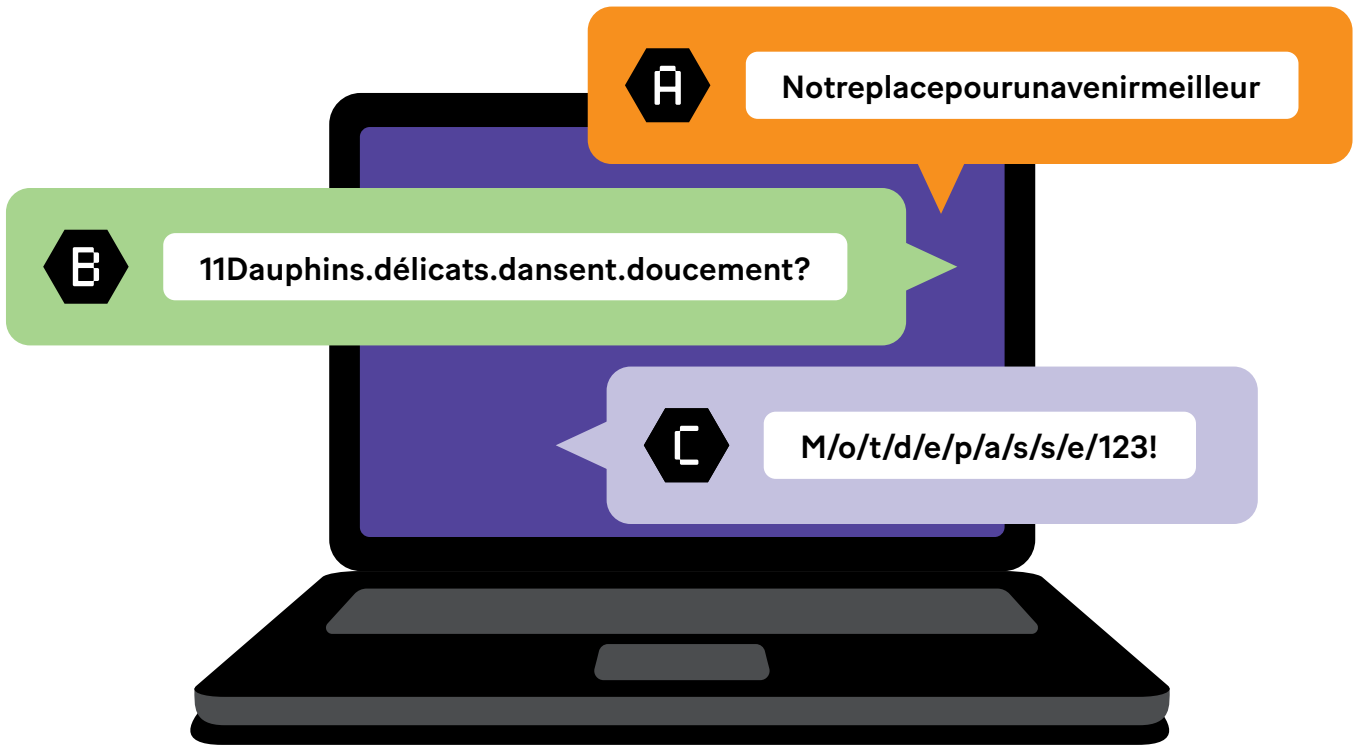 A Notreplacepourunavenirmeilleur
B 11Dauphins.délicats.dansent.doucement?
C M/o/t/d/e/p/a/s/s/e/123!